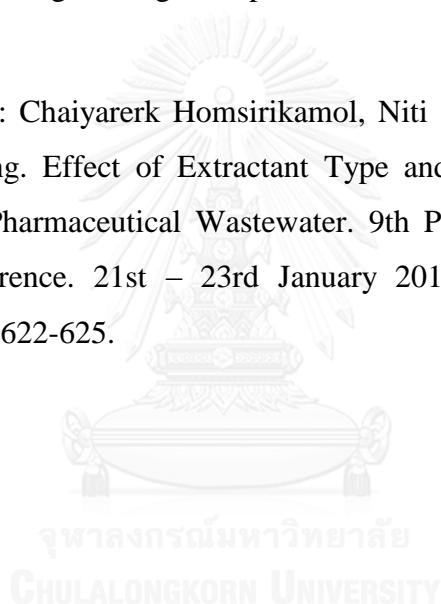 : Chaiyarerk Homsirikamol, Niti
ng. Effect of Extractant Type and
Pharmaceutical Wastewater. 9th P
erence. 21st – 23rd January 201
622-625.
จุฬาลงกรณ์มหาวิทยาลัย
CHULALONGKORN UNIVERSITY